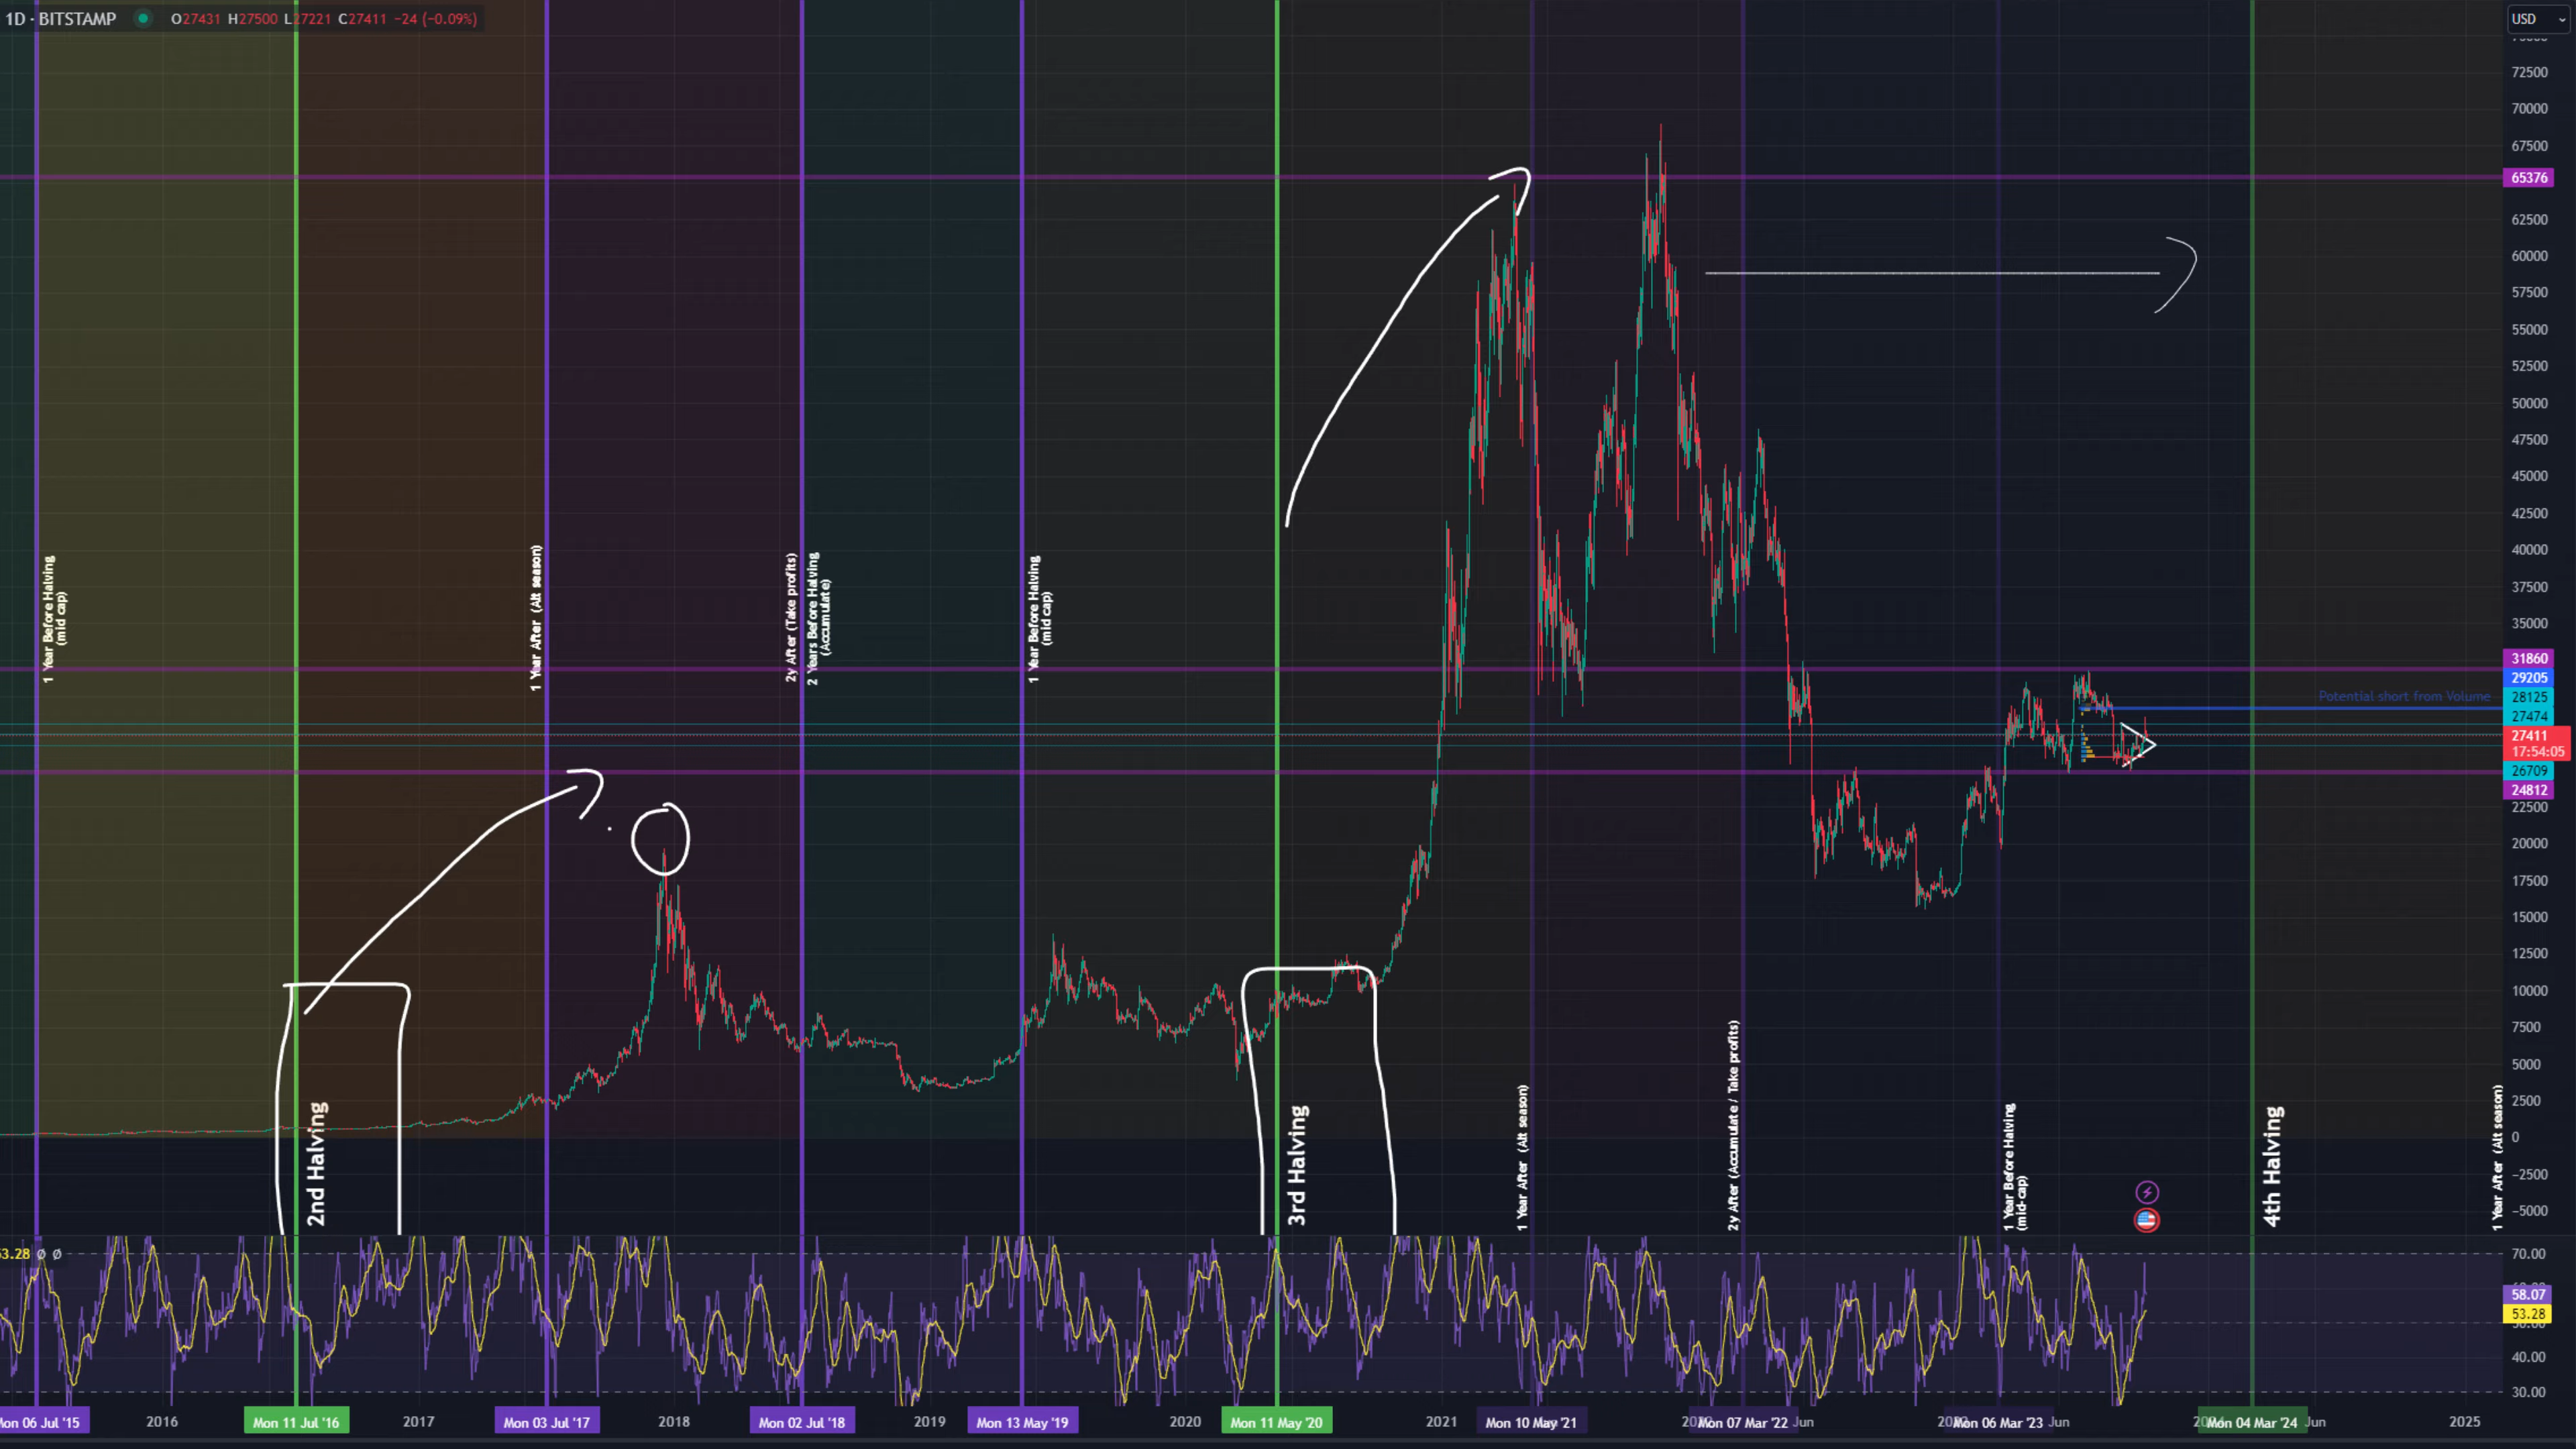 1D · BITSTAMP O27431 H27500 L27221 C27411 −24 (−0.09%)
USD
72500
70000
67500
65376
62500
60000
57500
55000
52500
50000
47500
45000
42500
40000
37500
35000
31860
29205
Potential short from Volume
28125
27474
27411
17:54:05
26709
24812
22500
20000
17500
15000
12500
10000
7500
5000
2500
0
−2500
−5000
1 Year Before Halving
(mid cap)
1 Year After (Alt season)
2y After (Take profits)
2 Years Before Halving
(Accumulate)
1 Year Before Halving
(mid cap)
2nd Halving
3rd Halving
1 Year After (Alt season)
2y After (Accumulate / Take profits)
1 Year Before Halving
(mid-cap)
4th Halving
1 Year After (Alt season)
53.28 ∅ ∅
70.00
58.07
53.28
40.00
30.00
Mon 06 Jul '15
2016
Mon 11 Jul '16
2017
Mon 03 Jul '17
2018
Mon 02 Jul '18
2019
Mon 13 May '19
2020
Mon 11 May '20
2021
Mon 10 May '21
Mon 07 Mar '22
Jun
Mon 06 Mar '23
Jun
Mon 04 Mar '24
Jun
2025